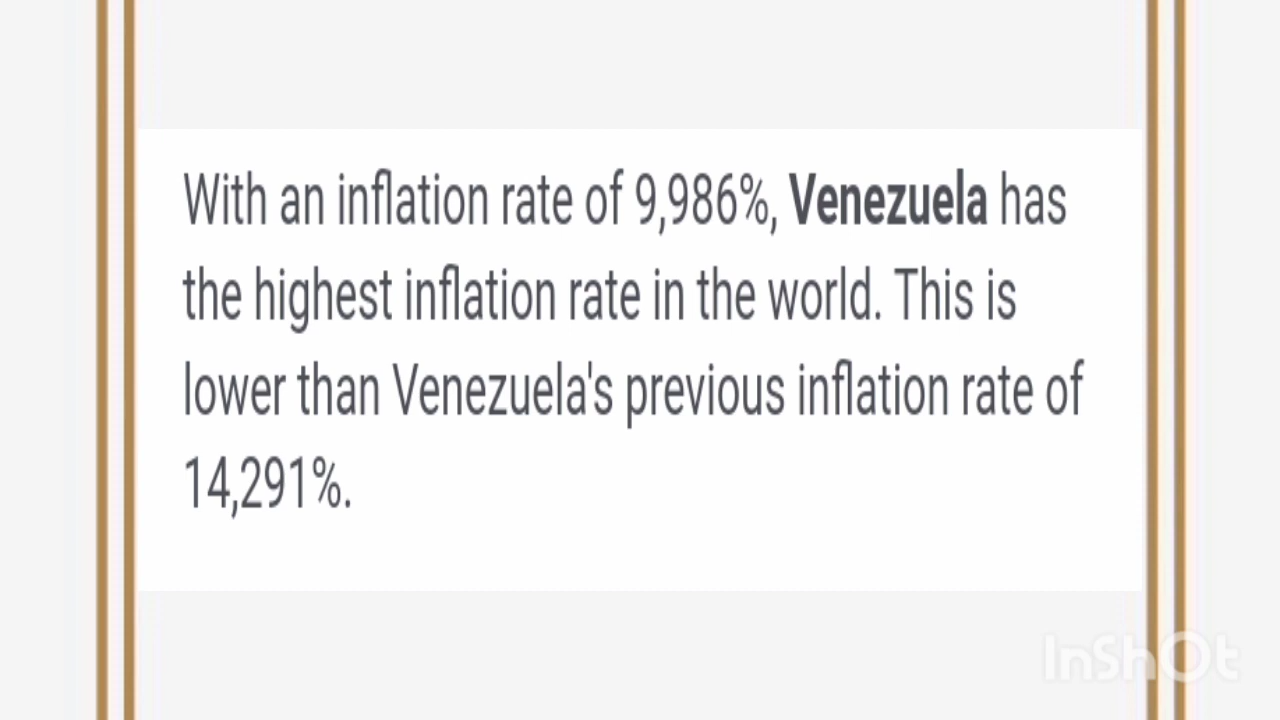 With an inflation rate of 9,986%, Venezuela has
the highest inflation rate in the world. This is
lower than Venezuela's previous inflation rate of
14,291%.
InShOt